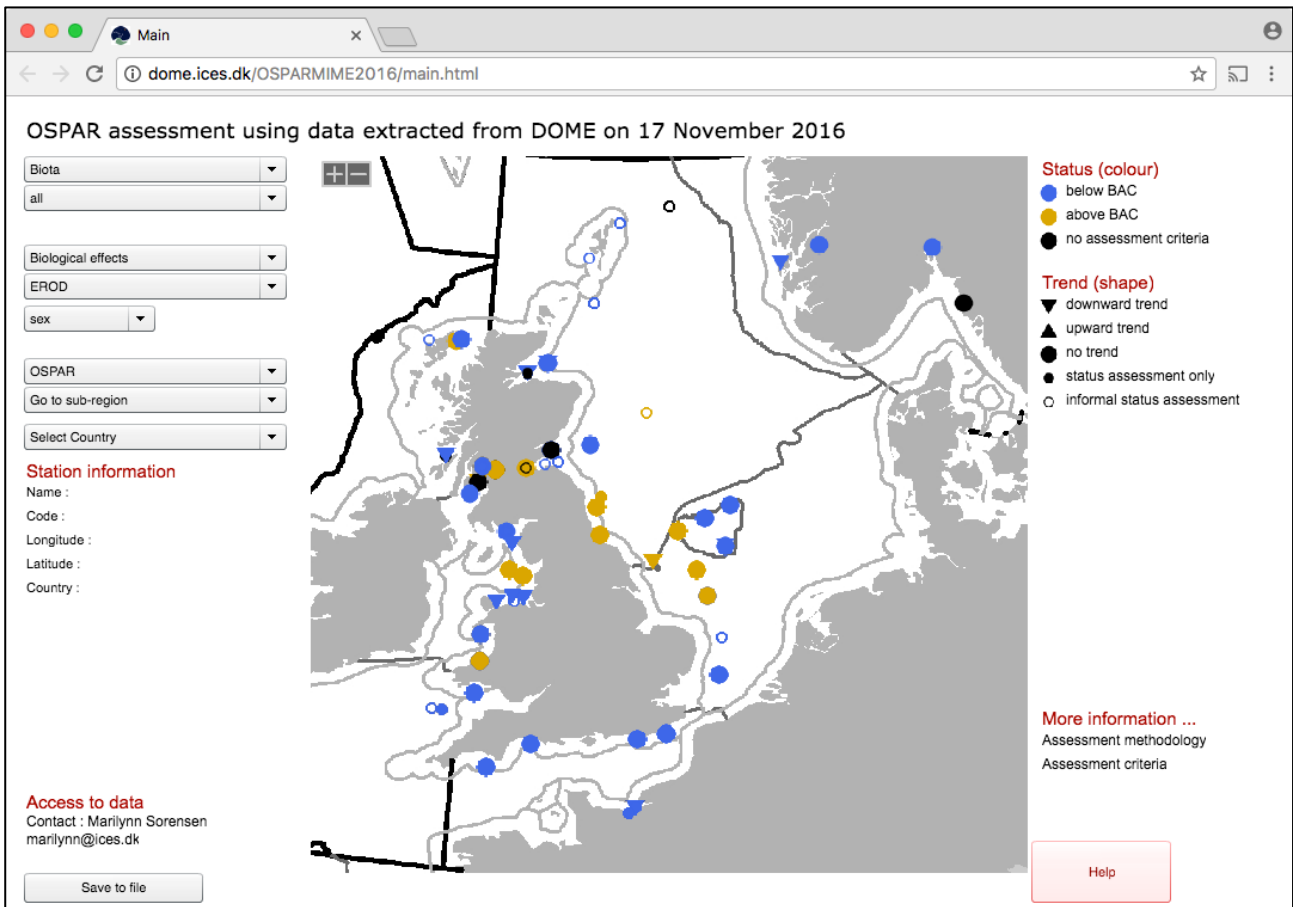 Main
dome.ices.dk/OSPARMIME2016/main.html
OSPAR assessment using data extracted from DOME on 17 November 2016
Biota
all
Biological effects
EROD
sex
OSPAR
Go to sub-region
Select Country
Station information
Name :
Code :
Longitude :
Latitude :
Country :
Access to data
Contact : Marilynn Sorensen
marilynn@ices.dk
Save to file
Status (colour)
below BAC
above BAC
no assessment criteria
Trend (shape)
downward trend
upward trend
no trend
status assessment only
informal status assessment
More information ...
Assessment methodology
Assessment criteria
Help